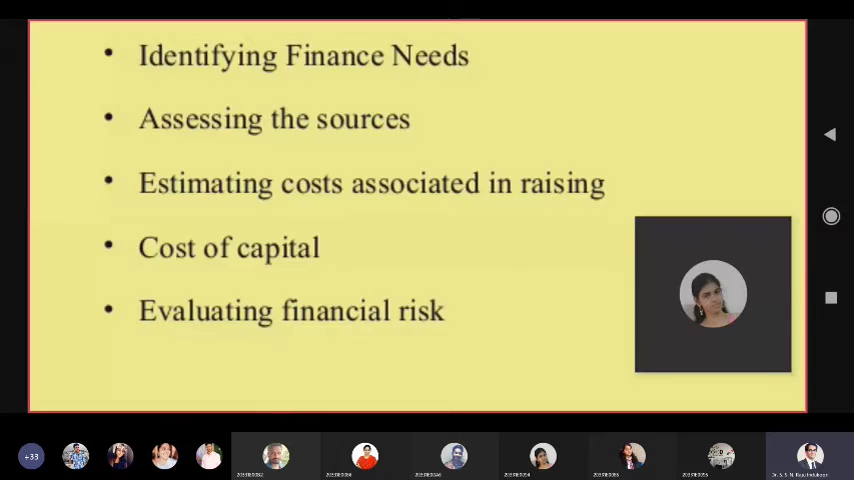 • Identifying Finance Needs
• Assessing the sources
• Estimating costs associated in raising
• Cost of capital
• Evaluating financial risk
+33